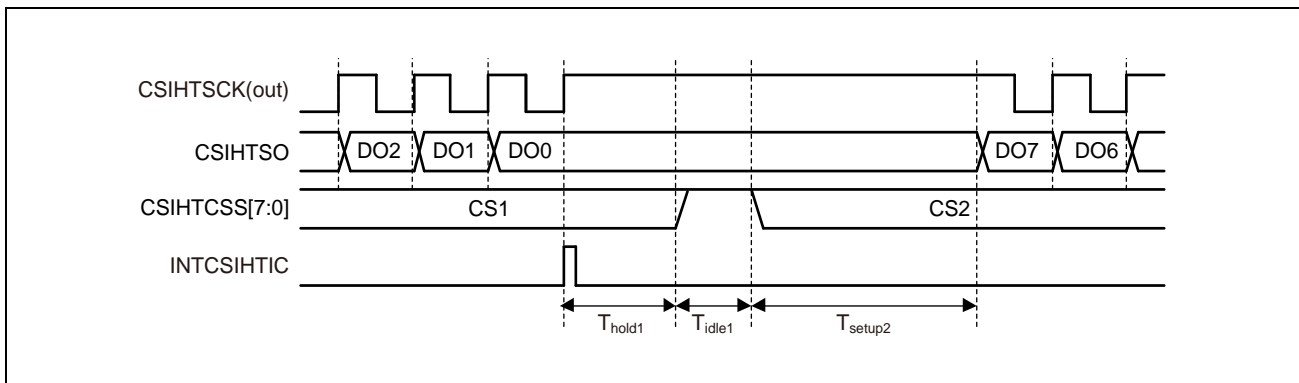 CSIHTSCK(out)
CSIHTSO DO2 DO1 DO0 DO7 DO6
CSIHTCSS[7:0] CS1 CS2
INTCSIHTIC
Thold1 Tidle1 Tsetup2